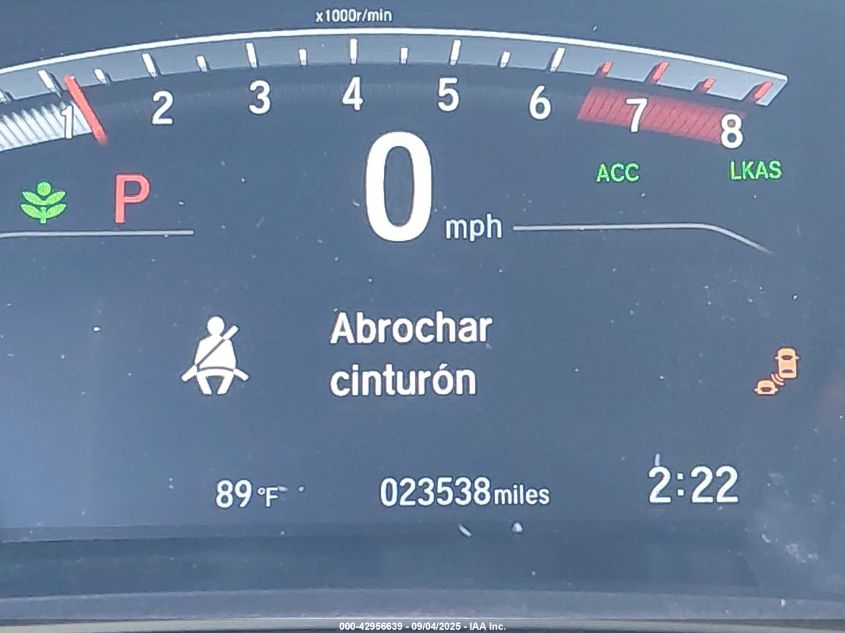 x1000r/min
1 2 3 4 5 6 7 8
P 0 mph ACC LKAS
Abrochar
cinturón
89 °F 023538 miles 2:22
000-42956639 - 09/04/2025 - IAA Inc.